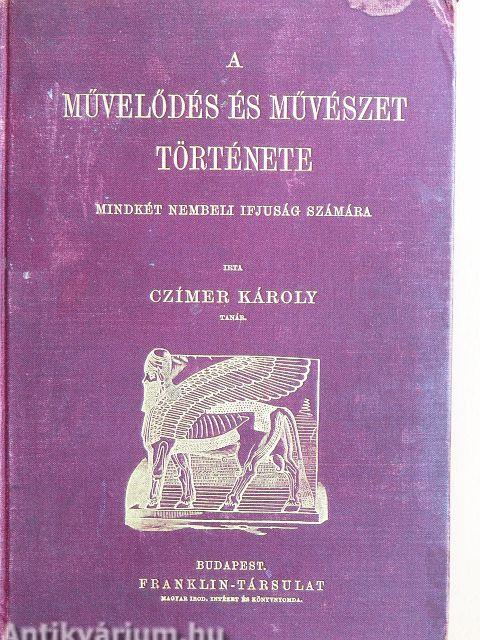 A
MŰVELŐDÉS ÉS MŰVÉSZET
TÖRTÉNETE
MINDKÉT NEMBELI IFJUSÁG SZÁMÁRA
IRTA
CZÍMER KÁROLY
TANÁR.
BUDAPEST.
FRANKLIN-TÁRSULAT
MAGYAR IROD. INTÉZET ÉS KÖNYVNYOMDA.
Antikvárium.hu